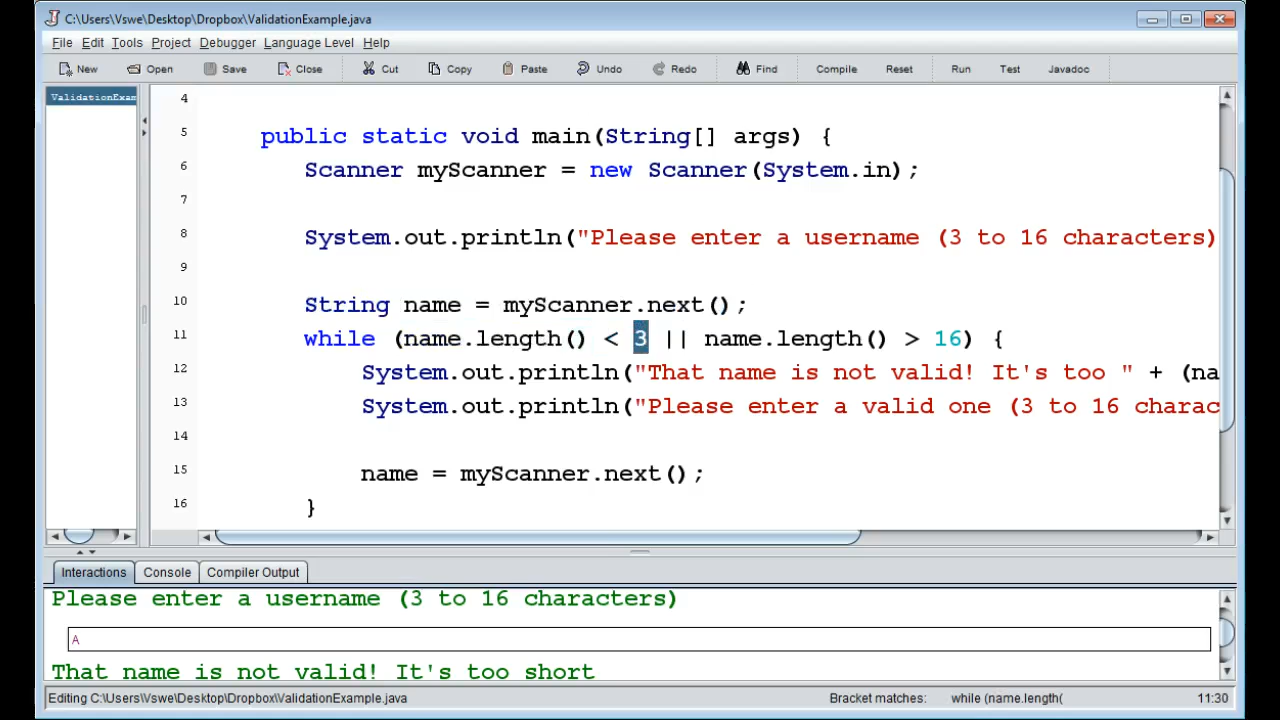 C:\Users\Vswe\Desktop\Dropbox\ValidationExample.java
File Edit Tools Project Debugger Language Level Help
New Open Save Close Cut Copy Paste Undo Redo Find Compile Reset Run Test Javadoc
ValidationExam
4
5 public static void main(String[] args) {
6 Scanner myScanner = new Scanner(System.in);
7
8 System.out.println("Please enter a username (3 to 16 characters)
9
10 String name = myScanner.next();
11 while (name.length() < 3 || name.length() > 16) {
12 System.out.println("That name is not valid! It's too " + (na
13 System.out.println("Please enter a valid one (3 to 16 charac
14
15 name = myScanner.next();
16 }
Interactions Console Compiler Output
Please enter a username (3 to 16 characters)
A
That name is not valid! It's too short
Editing C:\Users\Vswe\Desktop\Dropbox\ValidationExample.java Bracket matches: while (name.length( 11:30